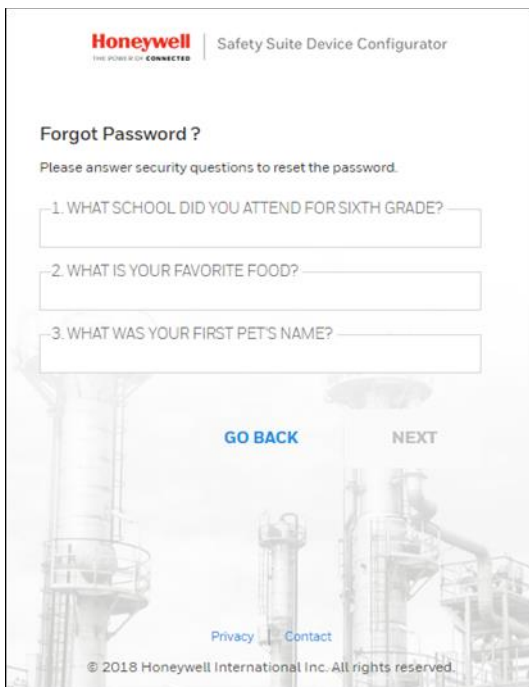 Honeywell
THE POWER OF CONNECTED
Safety Suite Device Configurator
Forgot Password ?
Please answer security questions to reset the password.
1. WHAT SCHOOL DID YOU ATTEND FOR SIXTH GRADE?
2. WHAT IS YOUR FAVORITE FOOD?
3. WHAT WAS YOUR FIRST PET'S NAME?
GO BACK NEXT
Privacy | Contact
© 2018 Honeywell International Inc. All rights reserved.